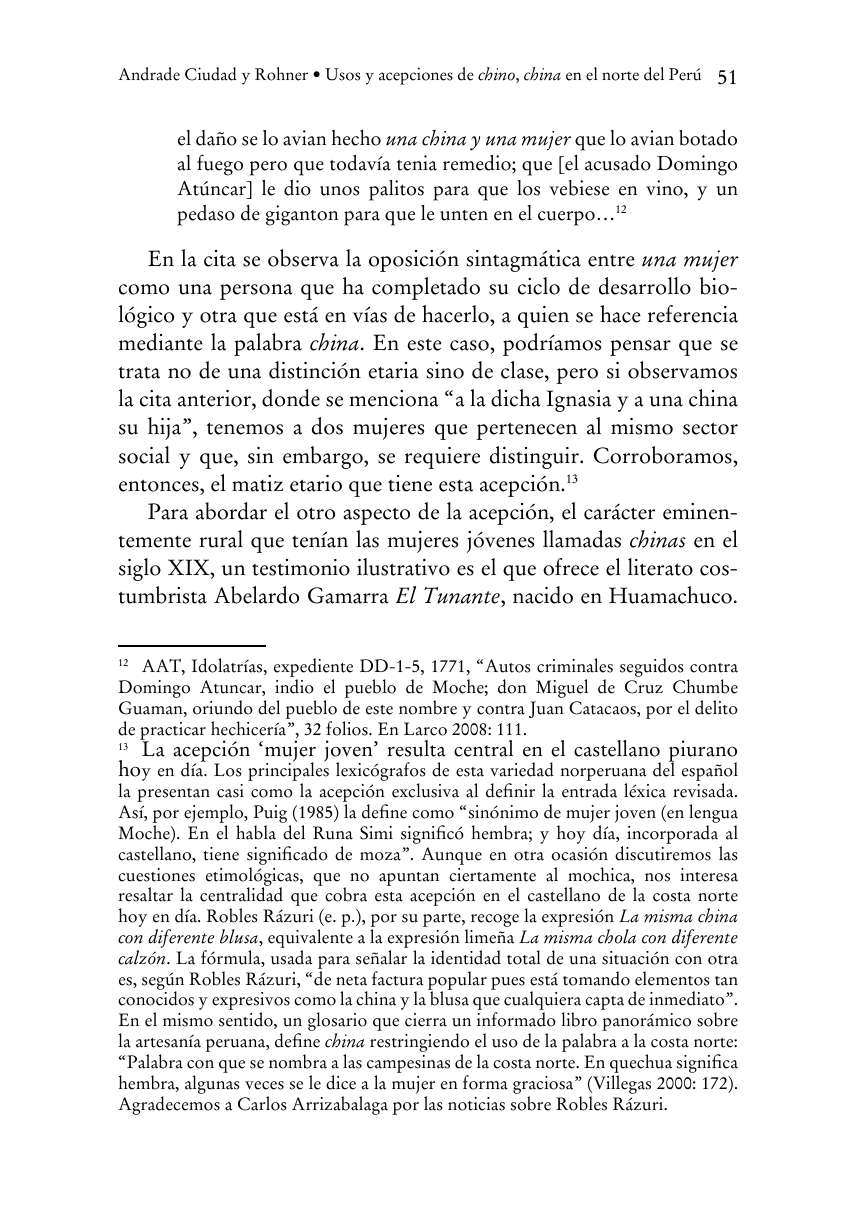 Andrade Ciudad y Rohner • Usos y acepciones de chino, china en el norte del Perú 51
el daño se lo avian hecho una china y una mujer que lo avian botado
al fuego pero que todavía tenia remedio; que [el acusado Domingo
Atúncar] le dio unos palitos para que los vebiese en vino, y un
pedaso de giganton para que le unten en el cuerpo…12
En la cita se observa la oposición sintagmática entre una mujer
como una persona que ha completado su ciclo de desarrollo bio-
lógico y otra que está en vías de hacerlo, a quien se hace referencia
mediante la palabra china. En este caso, podríamos pensar que se
trata no de una distinción etaria sino de clase, pero si observamos
la cita anterior, donde se menciona “a la dicha Ignasia y a una china
su hija”, tenemos a dos mujeres que pertenecen al mismo sector
social y que, sin embargo, se requiere distinguir. Corroboramos,
entonces, el matiz etario que tiene esta acepción.13
Para abordar el otro aspecto de la acepción, el carácter eminen-
temente rural que tenían las mujeres jóvenes llamadas chinas en el
siglo XIX, un testimonio ilustrativo es el que ofrece el literato cos-
tumbrista Abelardo Gamarra El Tunante, nacido en Huamachuco.
12 AAT, Idolatrías, expediente DD-1-5, 1771, “Autos criminales seguidos contra
Domingo Atuncar, indio el pueblo de Moche; don Miguel de Cruz Chumbe
Guaman, oriundo del pueblo de este nombre y contra Juan Catacaos, por el delito
de practicar hechicería”, 32 folios. En Larco 2008: 111.
13 La acepción ‘mujer joven’ resulta central en el castellano piurano
hoy en día. Los principales lexicógrafos de esta variedad norperuana del español
la presentan casi como la acepción exclusiva al definir la entrada léxica revisada.
Así, por ejemplo, Puig (1985) la define como “sinónimo de mujer joven (en lengua
Moche). En el habla del Runa Simi significó hembra; y hoy día, incorporada al
castellano, tiene significado de moza”. Aunque en otra ocasión discutiremos las
cuestiones etimológicas, que no apuntan ciertamente al mochica, nos interesa
resaltar la centralidad que cobra esta acepción en el castellano de la costa norte
hoy en día. Robles Rázuri (e. p.), por su parte, recoge la expresión La misma china
con diferente blusa, equivalente a la expresión limeña La misma chola con diferente
calzón. La fórmula, usada para señalar la identidad total de una situación con otra
es, según Robles Rázuri, “de neta factura popular pues está tomando elementos tan
conocidos y expresivos como la china y la blusa que cualquiera capta de inmediato”.
En el mismo sentido, un glosario que cierra un informado libro panorámico sobre
la artesanía peruana, define china restringiendo el uso de la palabra a la costa norte:
“Palabra con que se nombra a las campesinas de la costa norte. En quechua significa
hembra, algunas veces se le dice a la mujer en forma graciosa” (Villegas 2000: 172).
Agradecemos a Carlos Arrizabalaga por las noticias sobre Robles Rázuri.